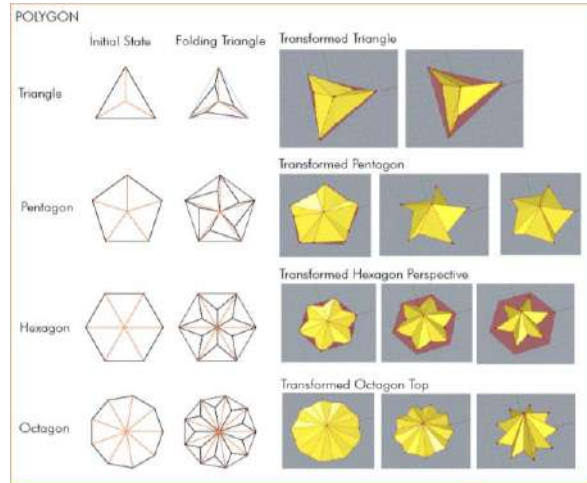 POLYGON
Initial State
Folding Triangle
Transformed Triangle
Triangle
Transformed Pentagon
Pentagon
Transformed Hexagon Perspective
Hexagon
Transformed Octagon Top
Octagon